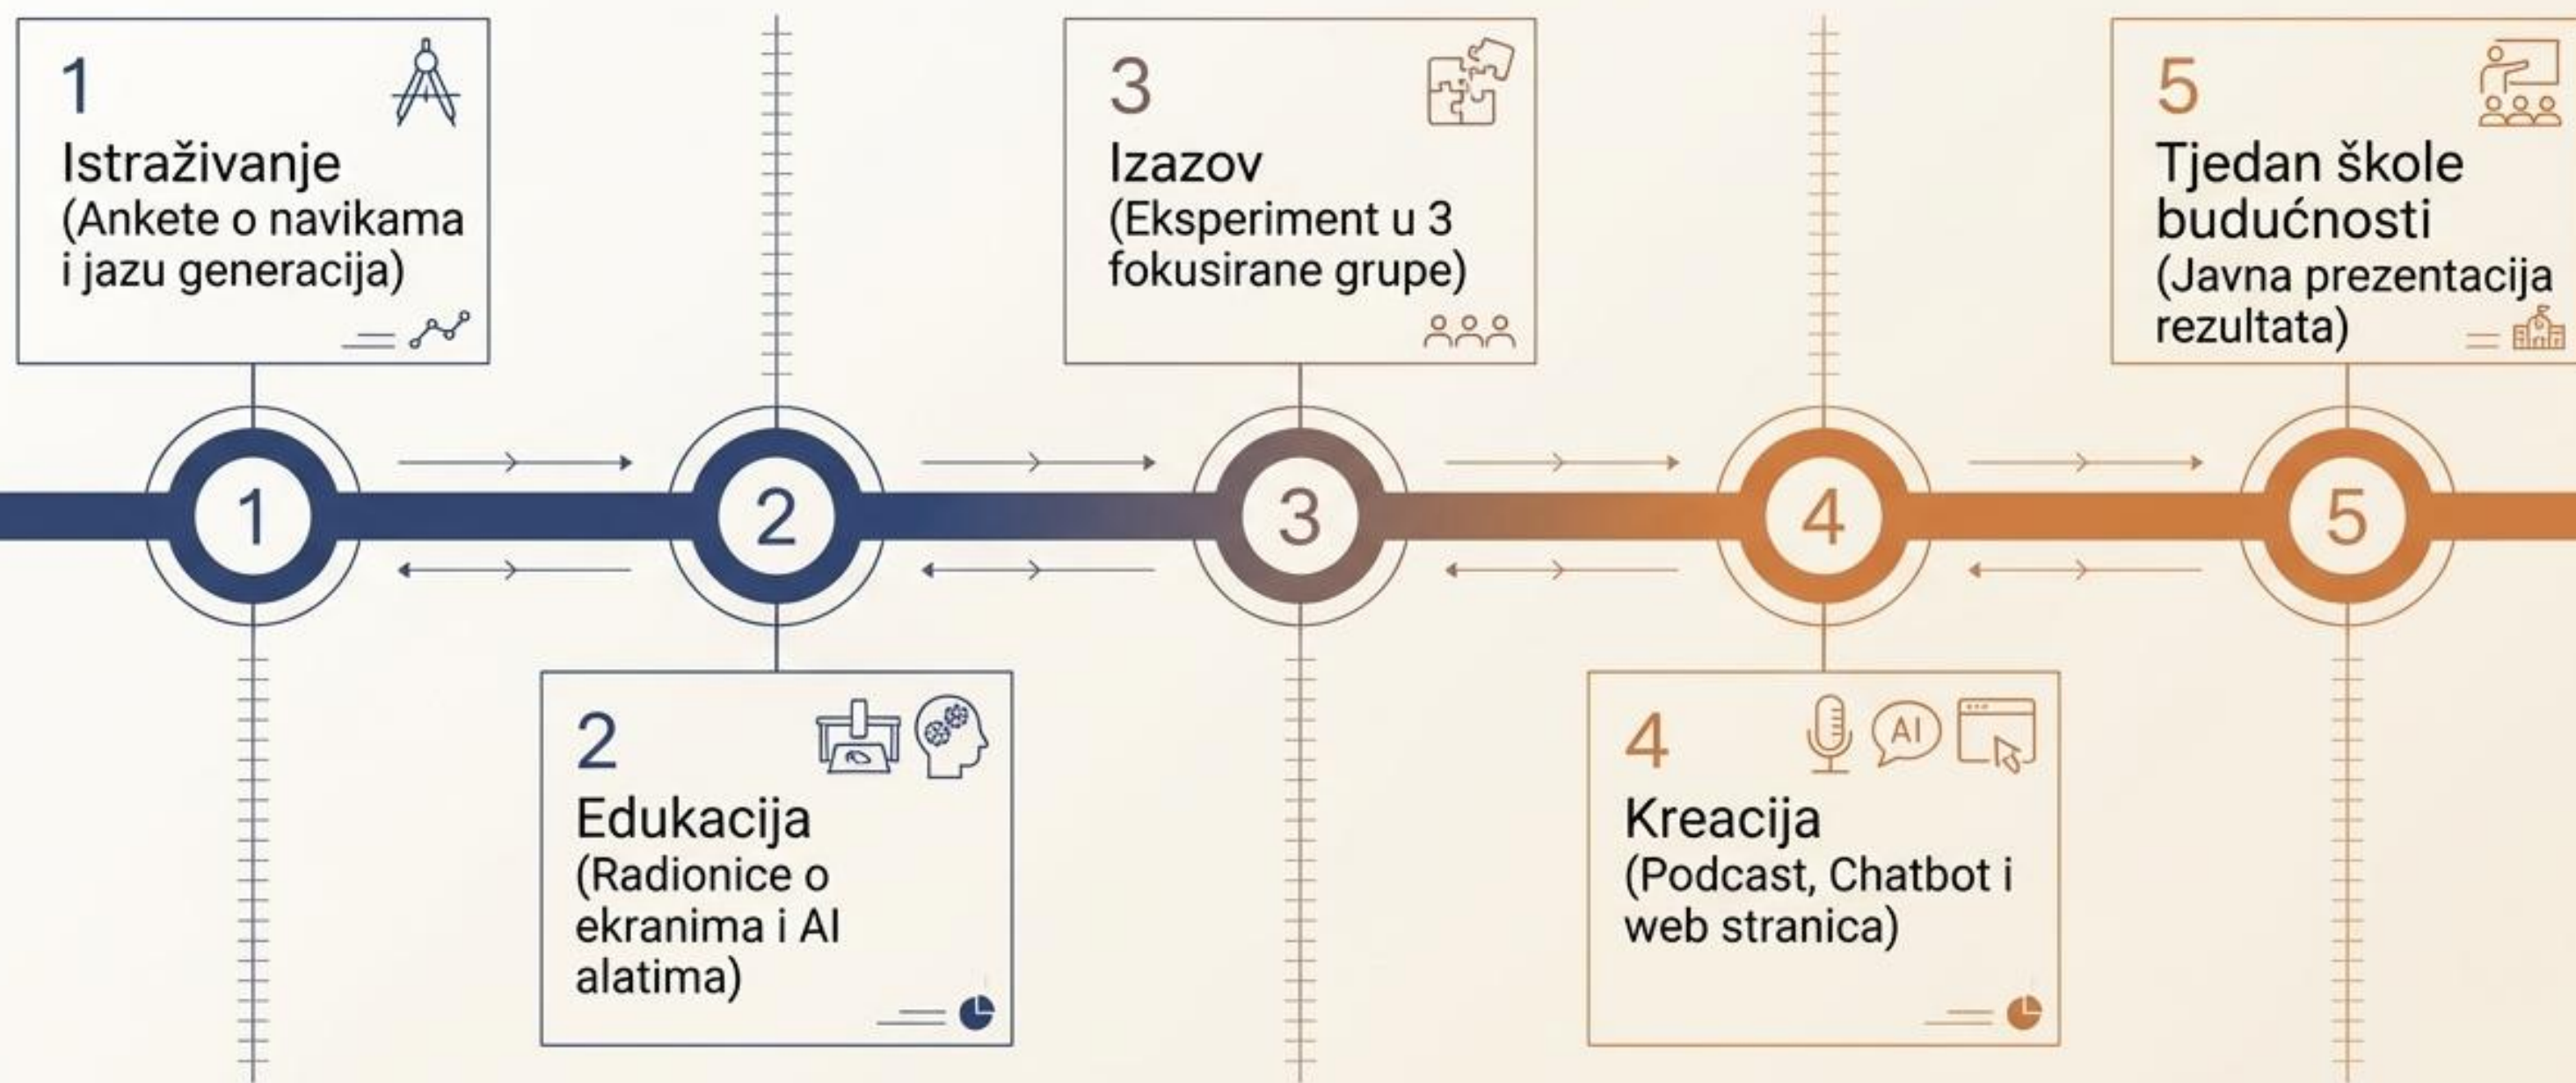 1
Istraživanje
(Ankete o navikama
i jazu generacija)
3
Izazov
(Eksperiment u 3
fokusirane grupe)
5
Tjedan škole
budućnosti
(Javna prezentacija
rezultata)
1
2
3
4
5
2
Edukacija
(Radionice o
ekranima i AI
alatima)
4
AI
Kreacija
(Podcast, Chatbot i
web stranica)